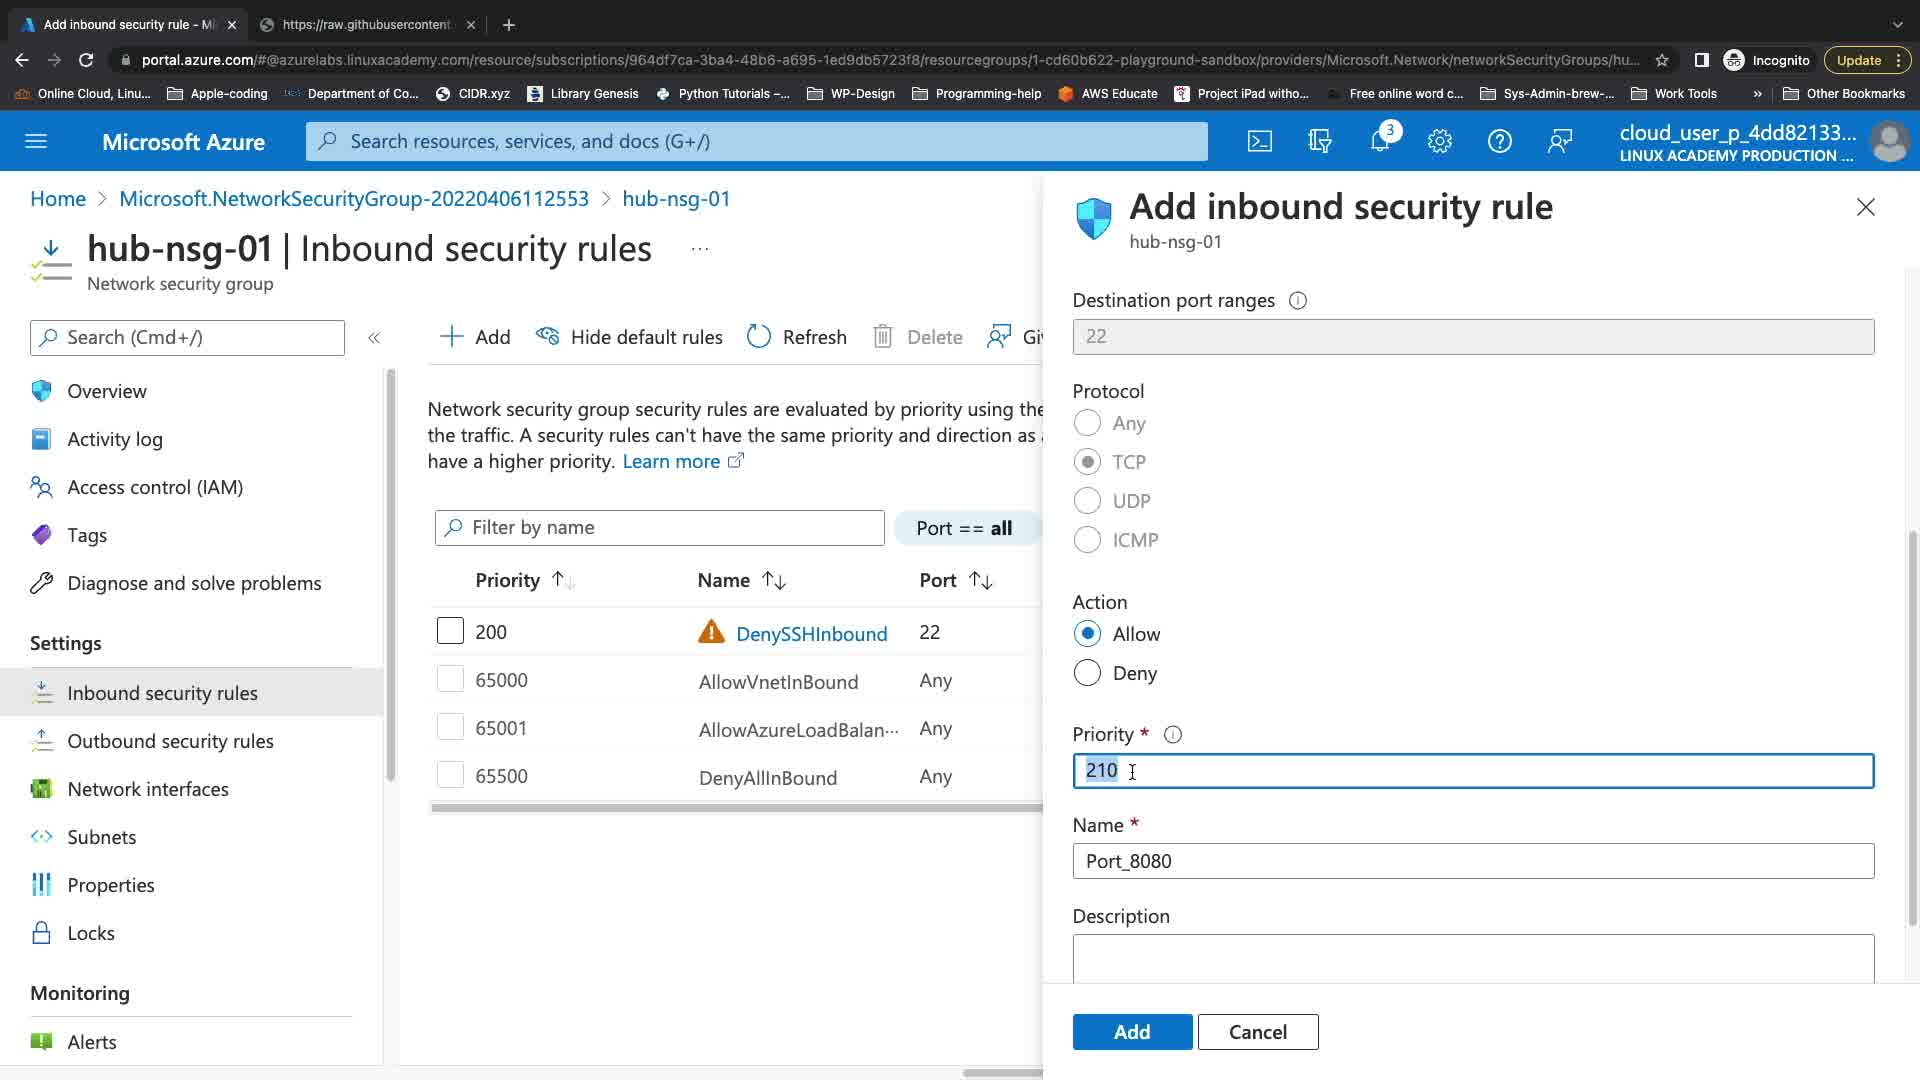 Add inbound security rule - Mi
https://raw.githubusercontent
portal.azure.com/#@azurelabs.linuxacademy.com/resource/subscriptions/964df7ca-3ba4-48b6-a695-1ed9db5723f8/resourcegroups/1-cd60b622-playground-sandbox/providers/Microsoft.Network/networkSecurityGroups/hu...
Incognito
Update
Online Cloud, Linu...
Apple-coding
Department of Co...
CIDR.xyz
Library Genesis
Python Tutorials –...
WP-Design
Programming-help
AWS Educate
Project iPad witho...
Free online word c...
Sys-Admin-brew-...
Work Tools
»
Other Bookmarks
Microsoft Azure
Search resources, services, and docs (G+/)
3
cloud_user_p_4dd82133...
LINUX ACADEMY PRODUCTION ...
Home > Microsoft.NetworkSecurityGroup-20220406112553 > hub-nsg-01
hub-nsg-01 | Inbound security rules ...
Network security group
Search (Cmd+/)
«
Overview
Activity log
Access control (IAM)
Tags
Diagnose and solve problems
Settings
Inbound security rules
Outbound security rules
Network interfaces
Subnets
Properties
Locks
Monitoring
Alerts
Add
Hide default rules
Refresh
Delete
Gi
Network security group security rules are evaluated by priority using the
the traffic. A security rules can't have the same priority and direction as a
have a higher priority. Learn more
Filter by name
Port == all
Priority Name Port
200 DenySSHInbound 22
65000 AllowVnetInBound Any
65001 AllowAzureLoadBalan... Any
65500 DenyAllInBound Any
Add inbound security rule
hub-nsg-01
Destination port ranges
22
Protocol
Any
TCP
UDP
ICMP
Action
Allow
Deny
Priority *
210
Name *
Port_8080
Description
Add
Cancel